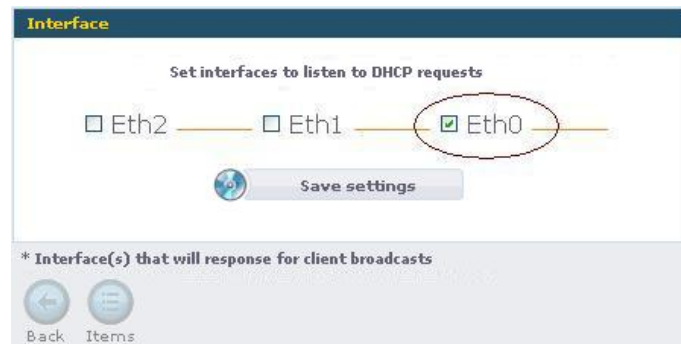 Interface
Set interfaces to listen to DHCP requests
Eth2 Eth1 Eth0
Save settings
* Interface(s) that will response for client broadcasts
Back Items